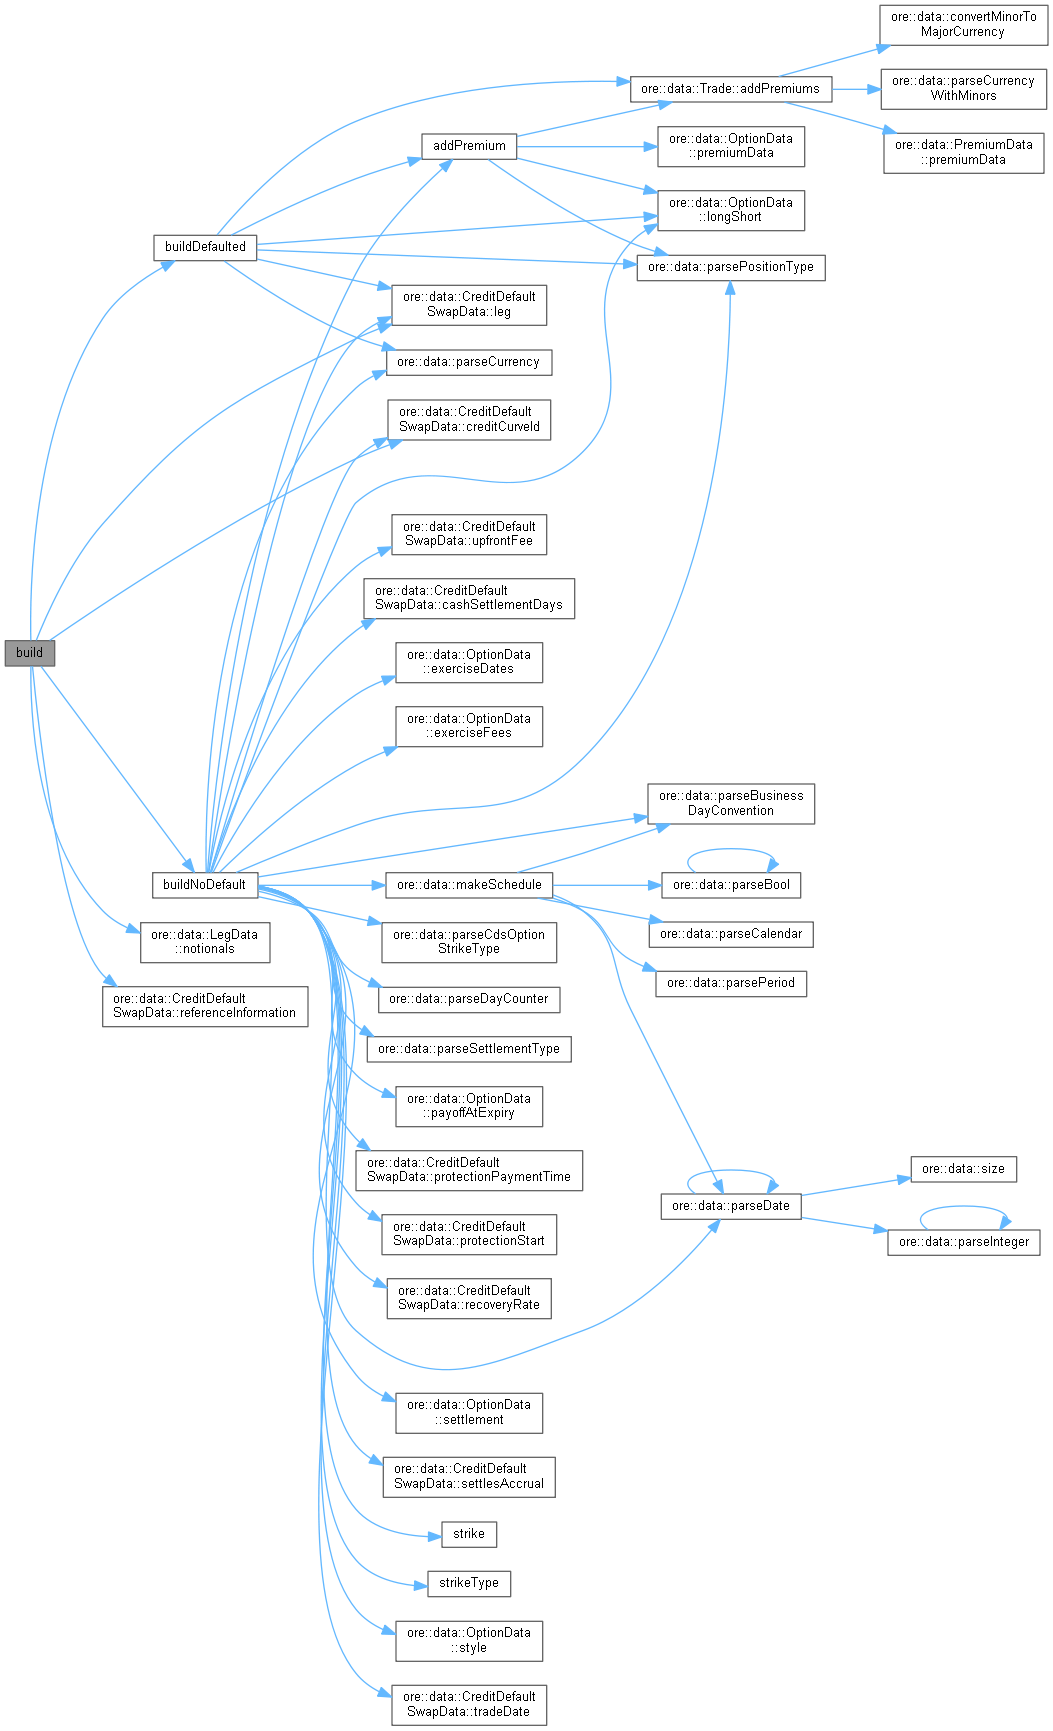 ore::data::convertMinorTo
MajorCurrency
ore::data::Trade::addPremiums
ore::data::parseCurrency
WithMinors
addPremium
ore::data::OptionData
::premiumData
ore::data::PremiumData
::premiumData
ore::data::OptionData
::longShort
buildDefaulted
ore::data::parsePositionType
ore::data::CreditDefault
SwapData::leg
ore::data::parseCurrency
ore::data::CreditDefault
SwapData::creditCurveId
ore::data::CreditDefault
SwapData::upfrontFee
ore::data::CreditDefault
SwapData::cashSettlementDays
build
ore::data::OptionData
::exerciseDates
ore::data::OptionData
::exerciseFees
ore::data::parseBusiness
DayConvention
buildNoDefault
ore::data::makeSchedule
ore::data::parseBool
ore::data::LegData
::notionals
ore::data::parseCdsOption
StrikeType
ore::data::parseCalendar
ore::data::parsePeriod
ore::data::CreditDefault
SwapData::referenceInformation
ore::data::parseDayCounter
ore::data::parseSettlementType
ore::data::OptionData
::payoffAtExpiry
ore::data::CreditDefault
SwapData::protectionPaymentTime
ore::data::size
ore::data::parseDate
ore::data::CreditDefault
SwapData::protectionStart
ore::data::parseInteger
ore::data::CreditDefault
SwapData::recoveryRate
ore::data::OptionData
::settlement
ore::data::CreditDefault
SwapData::settlesAccrual
strike
strikeType
ore::data::OptionData
::style
ore::data::CreditDefault
SwapData::tradeDate